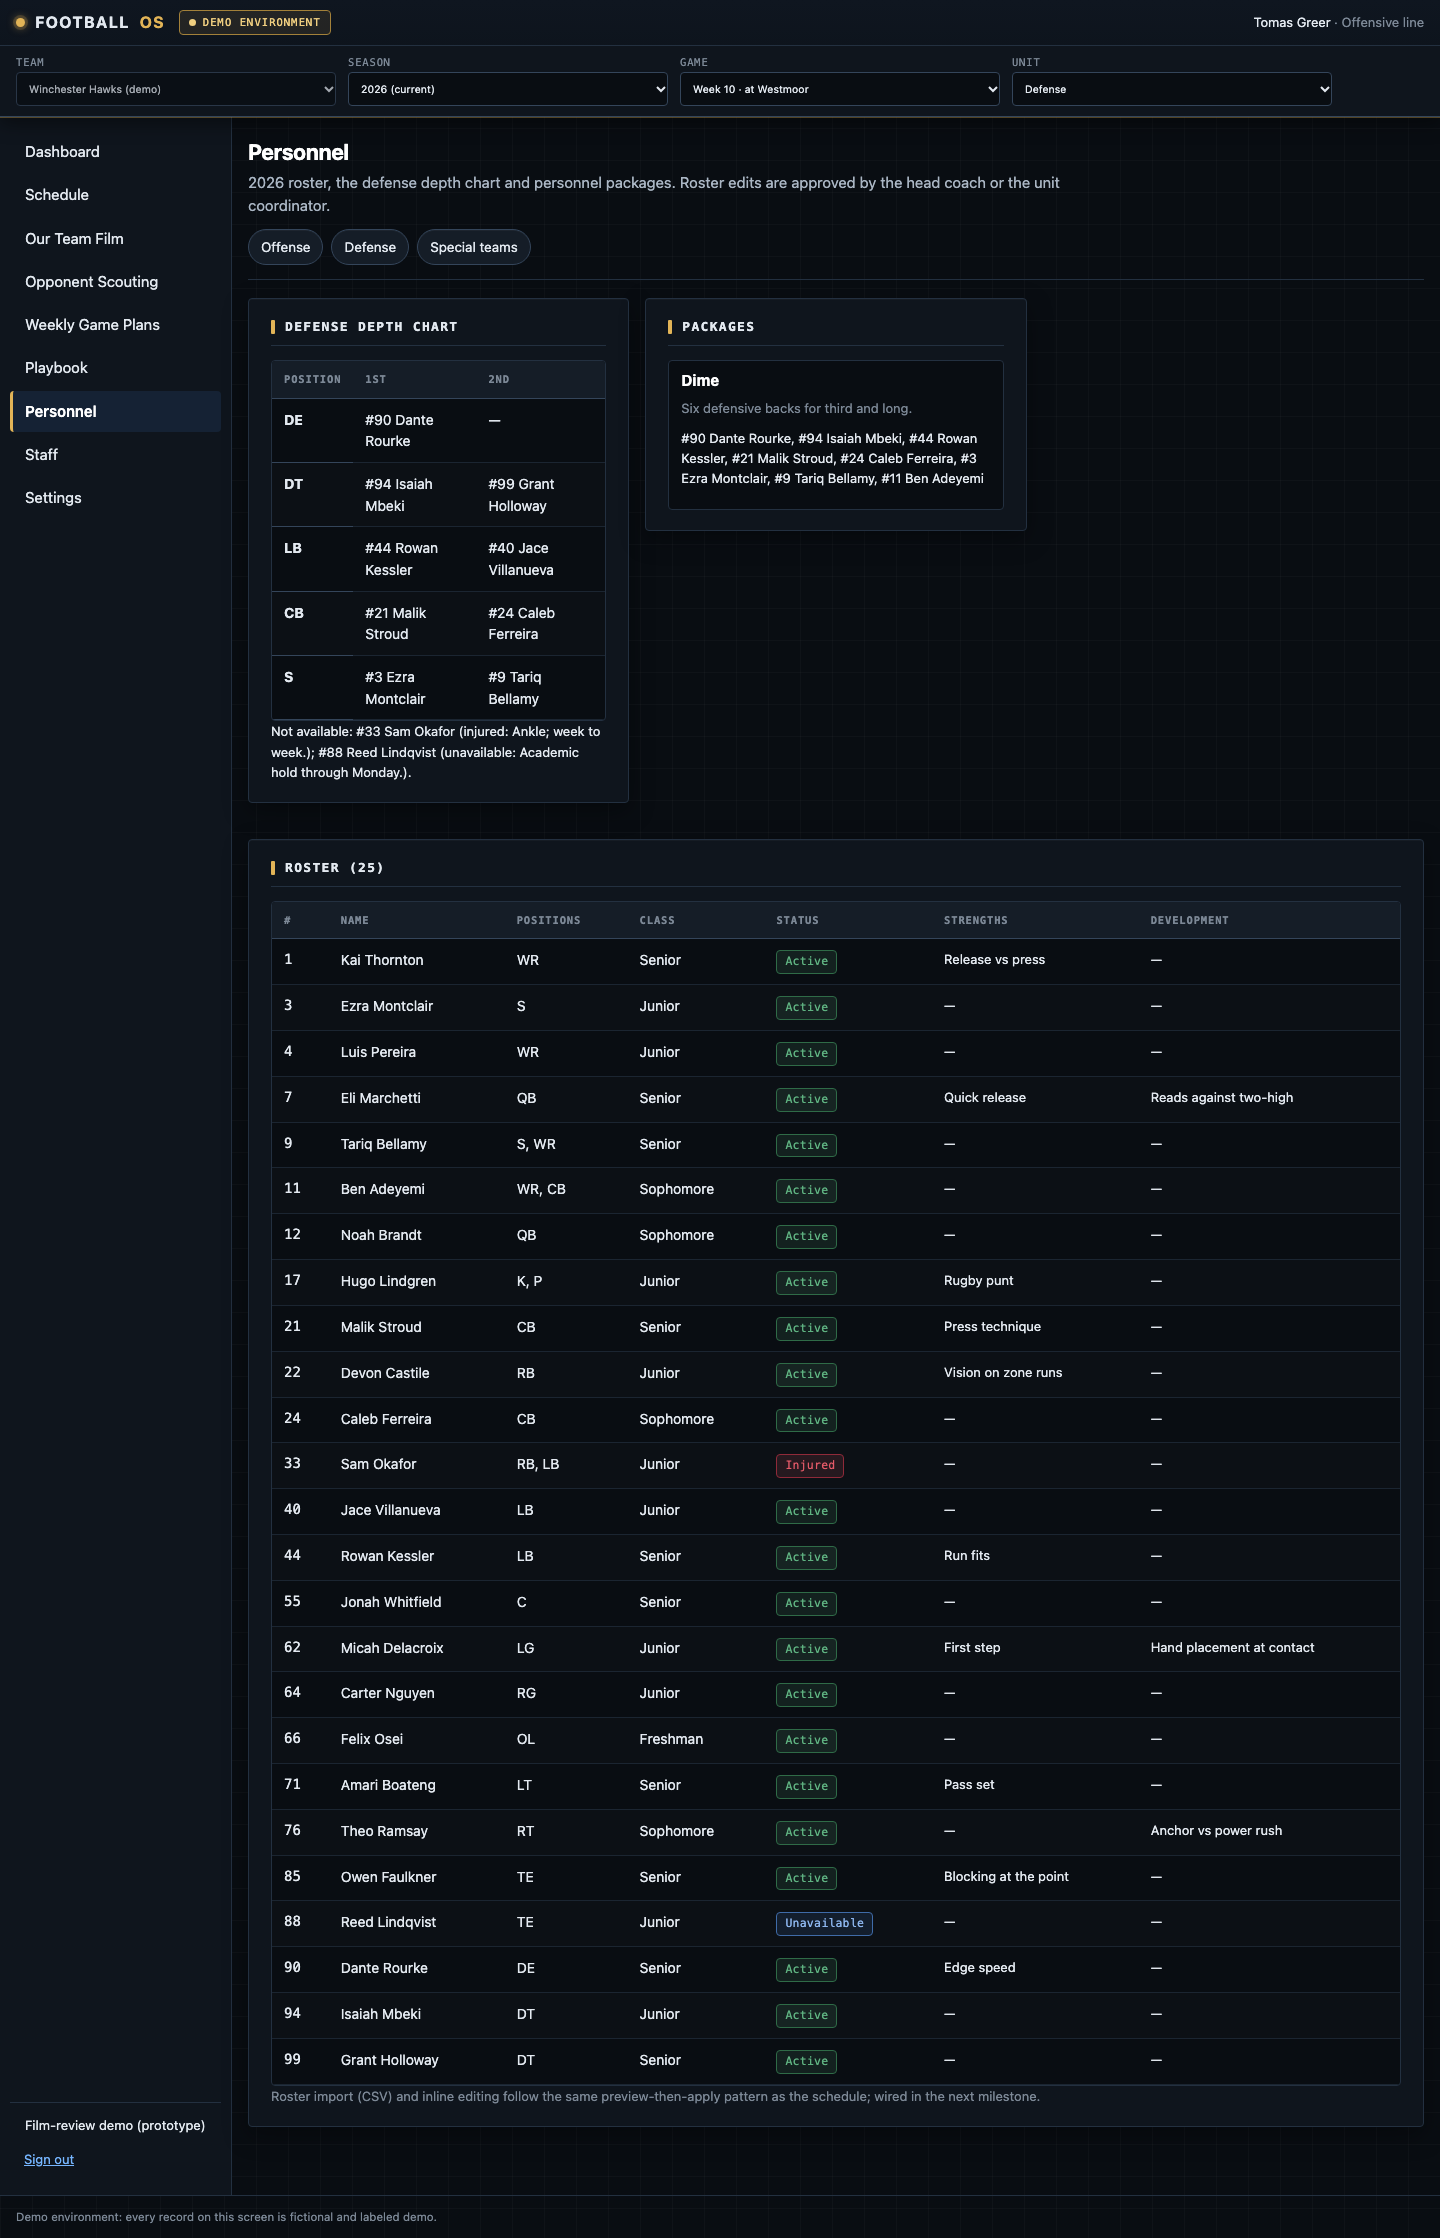 FOOTBALL OS
DEMO ENVIRONMENT
Tomas Greer · Offensive line
TEAM
Winchester Hawks (demo)
SEASON
2026 (current)
GAME
Week 10 · at Westmoor
UNIT
Defense
Dashboard
Schedule
Our Team Film
Opponent Scouting
Weekly Game Plans
Playbook
Personnel
Staff
Settings
Film-review demo (prototype)
Sign out
Personnel
2026 roster, the defense depth chart and personnel packages. Roster edits are approved by the head coach or the unit
coordinator.
Offense
Defense
Special teams
DEFENSE DEPTH CHART
POSITION 1ST 2ND
DE #90 Dante Rourke —
DT #94 Isaiah Mbeki #99 Grant Holloway
LB #44 Rowan Kessler #40 Jace Villanueva
CB #21 Malik Stroud #24 Caleb Ferreira
S #3 Ezra Montclair #9 Tariq Bellamy
Not available: #33 Sam Okafor (injured: Ankle; week to
week.); #88 Reed Lindqvist (unavailable: Academic
hold through Monday.).
PACKAGES
Dime
Six defensive backs for third and long.
#90 Dante Rourke, #94 Isaiah Mbeki, #44 Rowan
Kessler, #21 Malik Stroud, #24 Caleb Ferreira, #3
Ezra Montclair, #9 Tariq Bellamy, #11 Ben Adeyemi
ROSTER (25)
# NAME POSITIONS CLASS STATUS STRENGTHS DEVELOPMENT
1 Kai Thornton WR Senior Active Release vs press —
3 Ezra Montclair S Junior Active — —
4 Luis Pereira WR Junior Active — —
7 Eli Marchetti QB Senior Active Quick release Reads against two-high
9 Tariq Bellamy S, WR Senior Active — —
11 Ben Adeyemi WR, CB Sophomore Active — —
12 Noah Brandt QB Sophomore Active — —
17 Hugo Lindgren K, P Junior Active Rugby punt —
21 Malik Stroud CB Senior Active Press technique —
22 Devon Castile RB Junior Active Vision on zone runs —
24 Caleb Ferreira CB Sophomore Active — —
33 Sam Okafor RB, LB Junior Injured — —
40 Jace Villanueva LB Junior Active — —
44 Rowan Kessler LB Senior Active Run fits —
55 Jonah Whitfield C Senior Active — —
62 Micah Delacroix LG Junior Active First step Hand placement at contact
64 Carter Nguyen RG Junior Active — —
66 Felix Osei OL Freshman Active — —
71 Amari Boateng LT Senior Active Pass set —
76 Theo Ramsay RT Sophomore Active — Anchor vs power rush
85 Owen Faulkner TE Senior Active Blocking at the point —
88 Reed Lindqvist TE Junior Unavailable — —
90 Dante Rourke DE Senior Active Edge speed —
94 Isaiah Mbeki DT Junior Active — —
99 Grant Holloway DT Senior Active — —
Roster import (CSV) and inline editing follow the same preview-then-apply pattern as the schedule; wired in the next milestone.
Demo environment: every record on this screen is fictional and labeled demo.